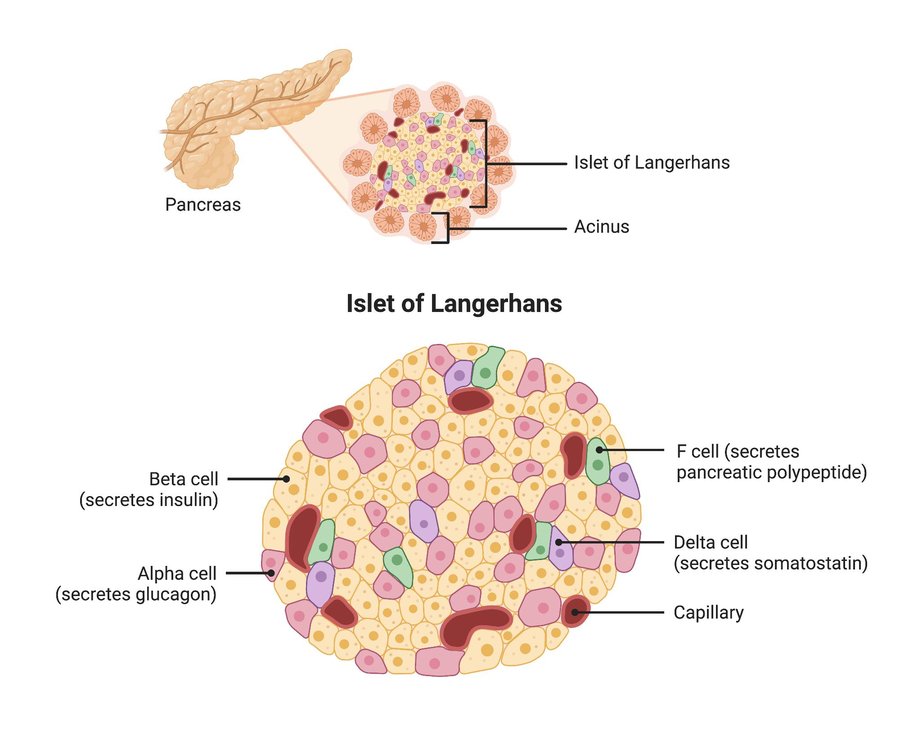 Islet of Langerhans
Pancreas
Acinus
Islet of Langerhans
F cell (secretes
pancreatic polypeptide)
Beta cell
(secretes insulin)
Delta cell
(secretes somatostatin)
Alpha cell
(secretes glucagon)
Capillary